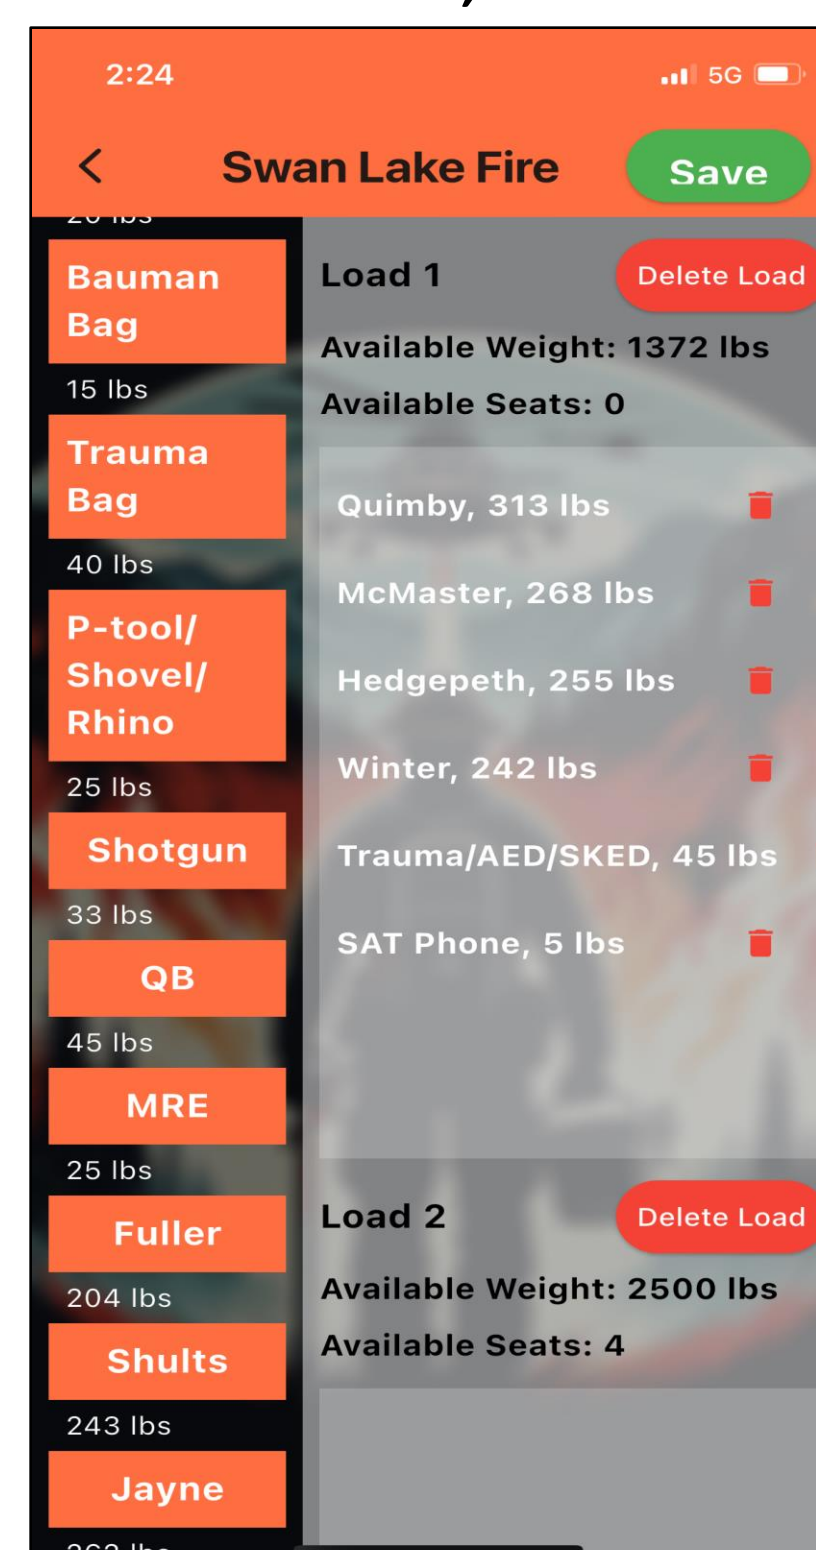 2:24
5G
Swan Lake Fire
Save
Bauman
Bag
15 lbs
Trauma
Bag
40 lbs
P-tool/
Shovel/
Rhino
25 lbs
Shotgun
33 lbs
QB
45 lbs
MRE
25 lbs
Fuller
204 lbs
Shults
243 lbs
Jayne
Load 1
Delete Load
Available Weight: 1372 lbs
Available Seats: 0
Quimby, 313 lbs
McMaster, 268 lbs
Hedgepeth, 255 lbs
Winter, 242 lbs
Trauma/AED/SKED, 45 lbs
SAT Phone, 5 lbs
Load 2
Delete Load
Available Weight: 2500 lbs
Available Seats: 4